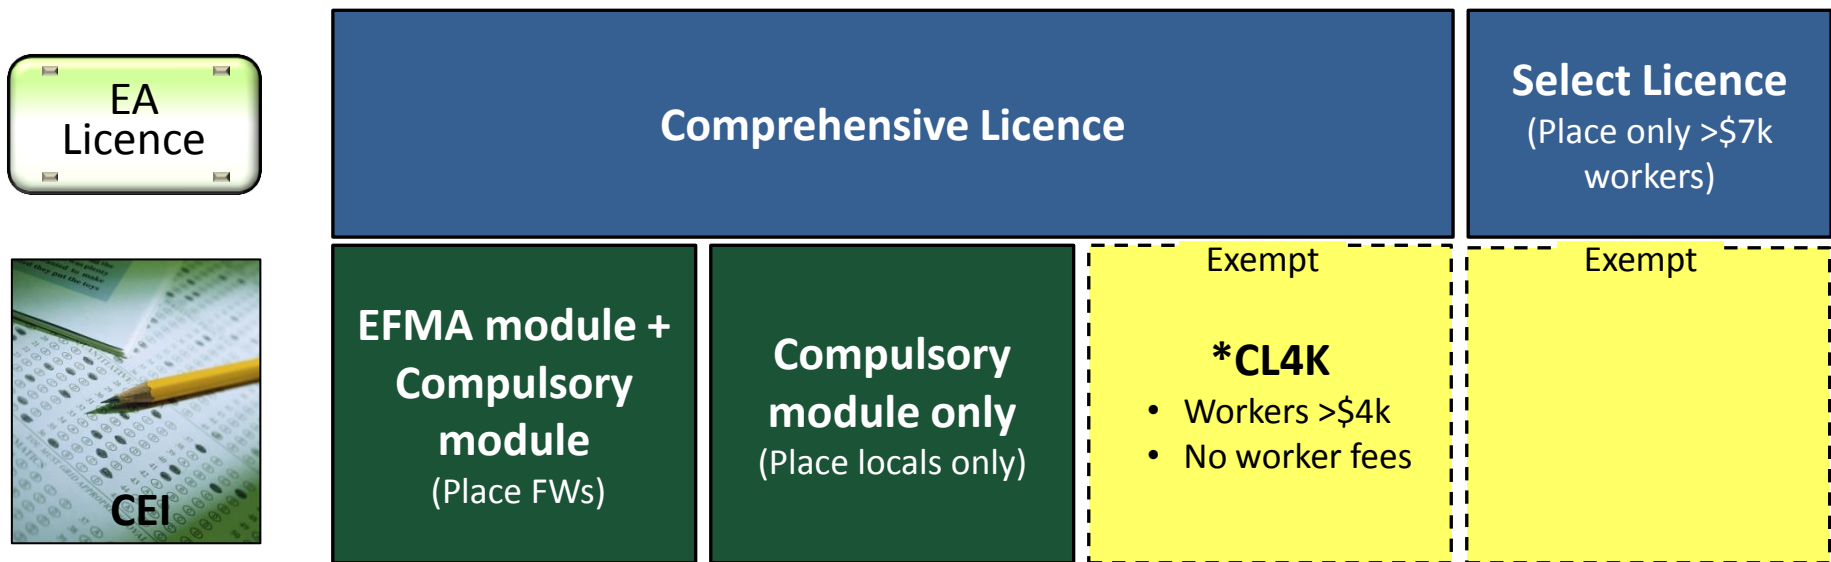 EA
Licence
Comprehensive Licence
Select Licence
(Place only >$7k
workers)
CEI
EFMA module +
Compulsory
module
(Place FWs)
Compulsory
module only
(Place locals only)
Exempt
*CL4K
• Workers >$4k
• No worker fees
Exempt